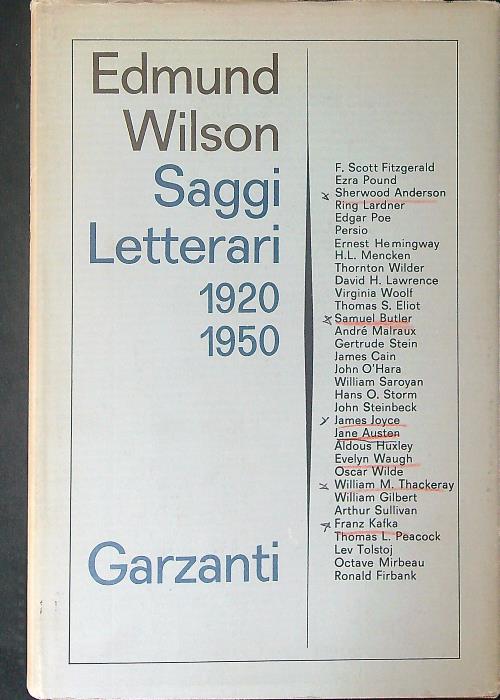 Edmund
Wilson
Saggi
Letterari
1920
1950
Garzanti
F. Scott Fitzgerald
Ezra Pound
Sherwood Anderson
Ring Lardner
Edgar Poe
Persio
Ernest Hemingway
H.L. Mencken
Thornton Wilder
David H. Lawrence
Virginia Woolf
Thomas S. Eliot
Samuel Butler
André Malraux
Gertrude Stein
James Cain
John O'Hara
William Saroyan
Hans O. Storm
John Steinbeck
James Joyce
Jane Austen
Aldous Huxley
Evelyn Waugh
Oscar Wilde
William M. Thackeray
William Gilbert
Arthur Sullivan
Franz Kafka
Thomas L. Peacock
Lev Tolstoj
Octave Mirbeau
Ronald Firbank